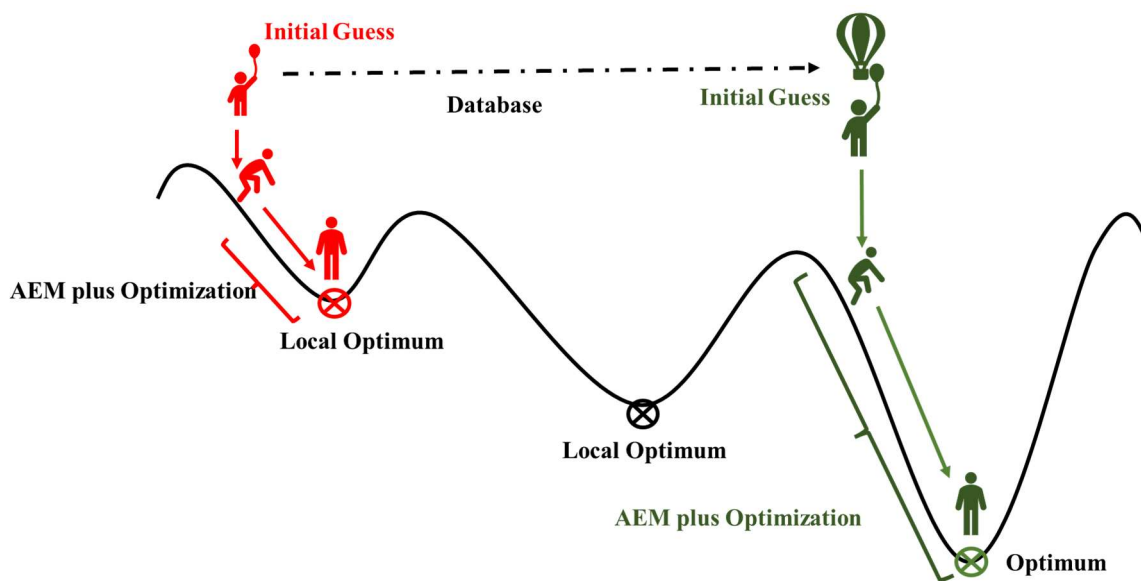 Initial Guess
Database
Initial Guess
AEM plus Optimization
Local Optimum
Local Optimum
AEM plus Optimization
Optimum